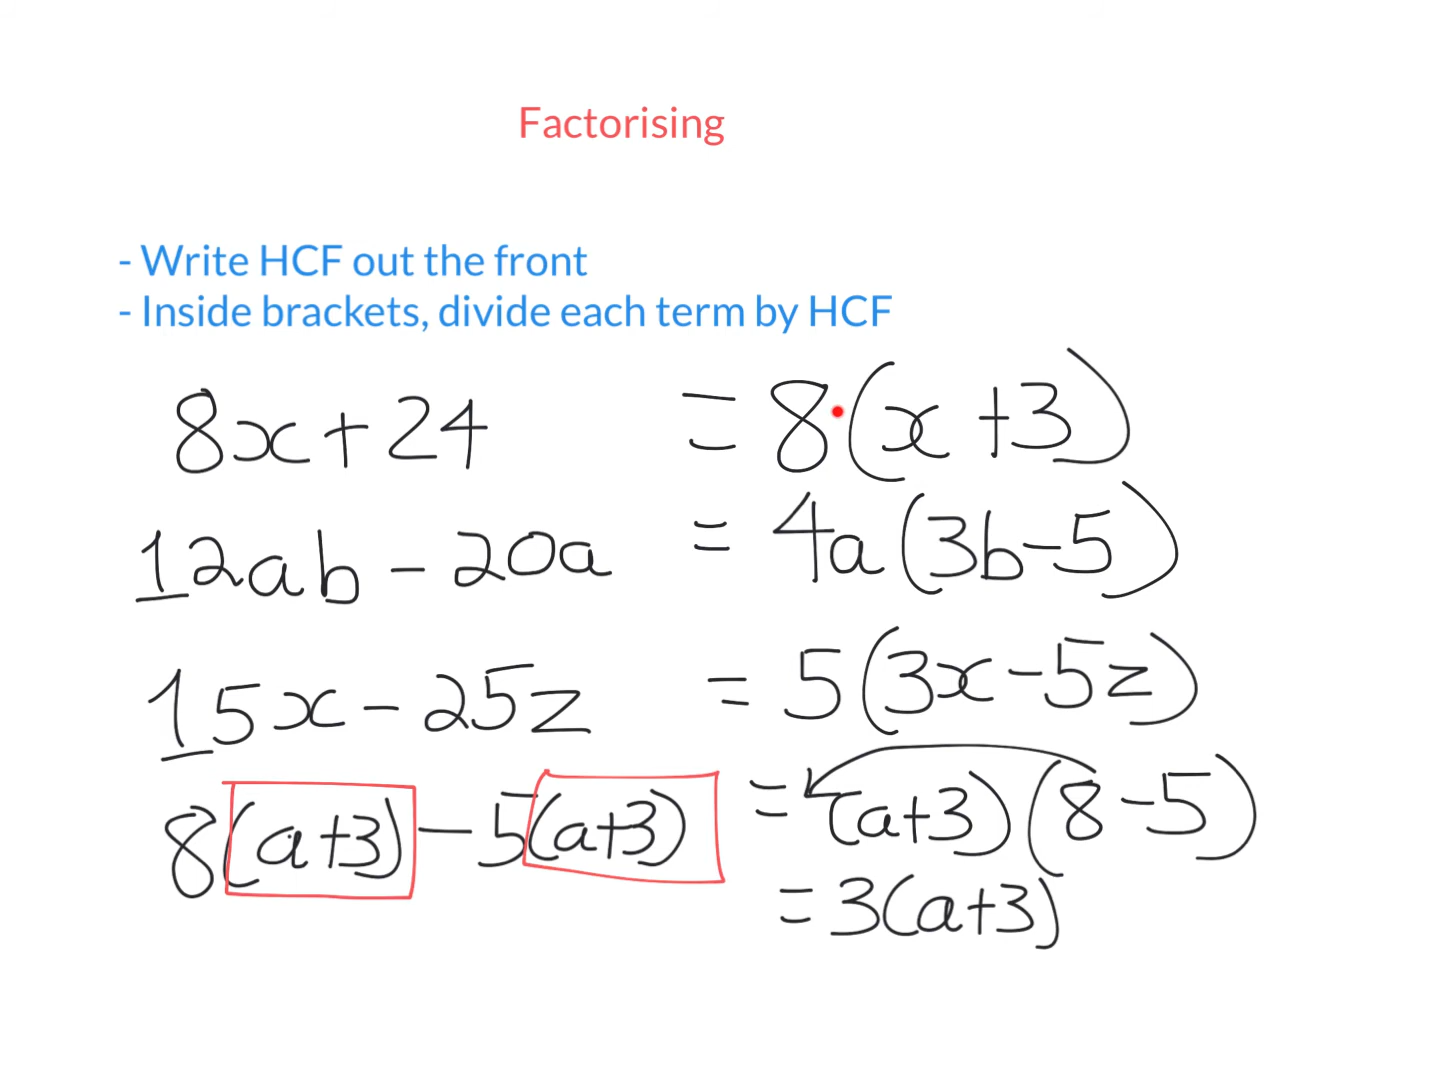 Factorising
- Write HCF out the front
- Inside brackets, divide each term by HCF
8x + 24 = 8(x + 3)
12ab - 20a = 4a(3b - 5)
15x - 25z = 5(3x - 5z)
8(a+3) - 5(a+3) = (a+3)(8 - 5)
= 3(a+3)